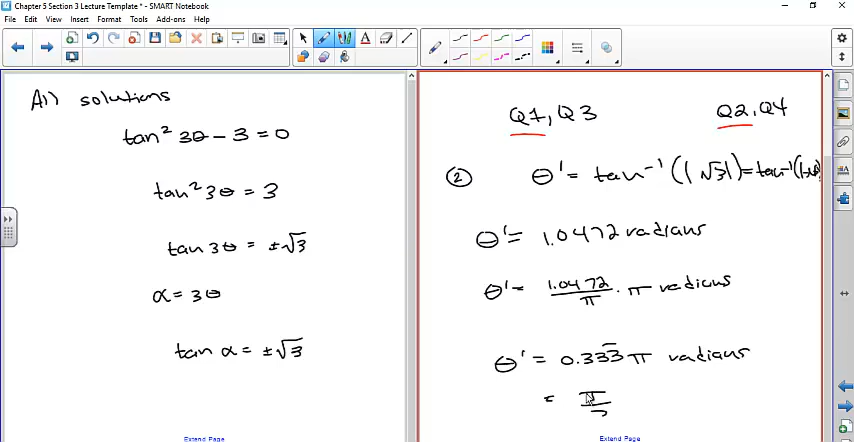 Chapter 5 Section 3 Lecture Template * - SMART Notebook
File Edit View Insert Format Tools Add-ons Help
All solutions
tan² 3θ - 3 = 0
tan² 3θ = 3
tan 3θ = ±√3
α = 3θ
tan α = ±√3
Extend Page
Q1, Q3 Q2, Q4
② θ' = tan⁻¹(|√3|) = tan⁻¹(|-√3|
θ' = 1.0472 radians
θ' = 1.0472/π · π radians
θ' = 0.333̅ π radians
= π/
Extend Page